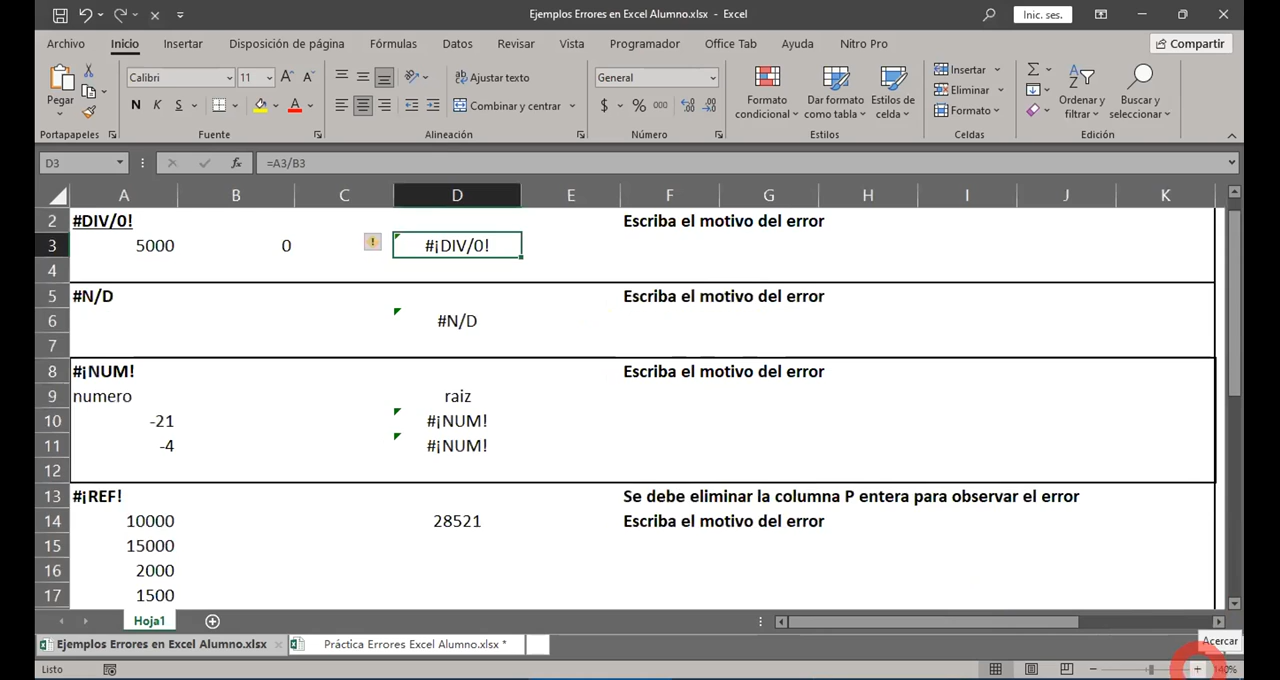 Ejemplos Errores en Excel Alumno.xlsx - Excel
Inic. ses.
Archivo Inicio Insertar Disposición de página Fórmulas Datos Revisar Vista Programador Office Tab Ayuda Nitro Pro Compartir
Pegar
Portapapeles
Calibri 11
N K S
Fuente
Ajustar texto
Combinar y centrar
Alineación
General
$ % 000
Número
Formato condicional
Dar formato como tabla
Estilos de celda
Estilos
Insertar
Eliminar
Formato
Celdas
Ordenar y filtrar
Buscar y seleccionar
Edición
D3 fx =A3/B3
A B C D E F G H I J K
2 #DIV/0! Escriba el motivo del error
3 5000 0 #¡DIV/0!
4
5 #N/D Escriba el motivo del error
6 #N/D
7
8 #¡NUM! Escriba el motivo del error
9 numero raiz
10 -21 #¡NUM!
11 -4 #¡NUM!
12
13 #¡REF! Se debe eliminar la columna P entera para observar el error
14 10000 28521 Escriba el motivo del error
15 15000
16 2000
17 1500
Hoja1
Ejemplos Errores en Excel Alumno.xlsx Práctica Errores Excel Alumno.xlsx *
Acercar
Listo 140%